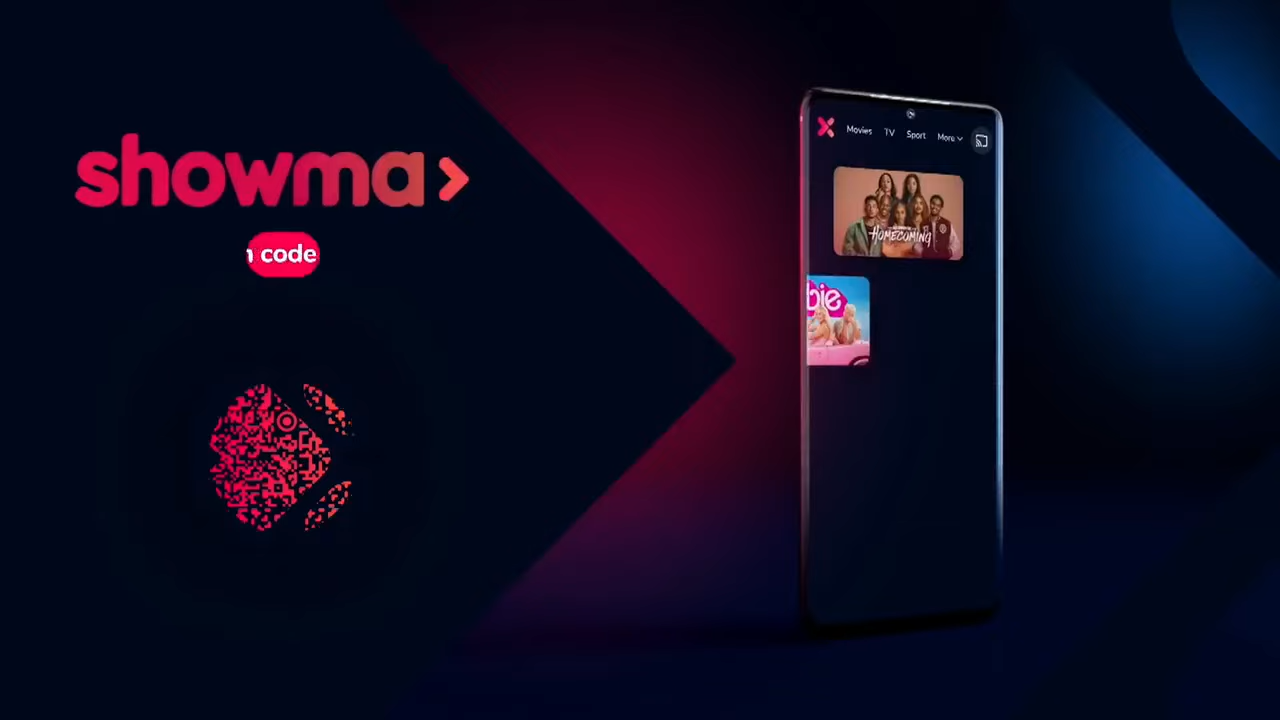 showma
n code
Movies TV Sport More
HOMECOMING
bie